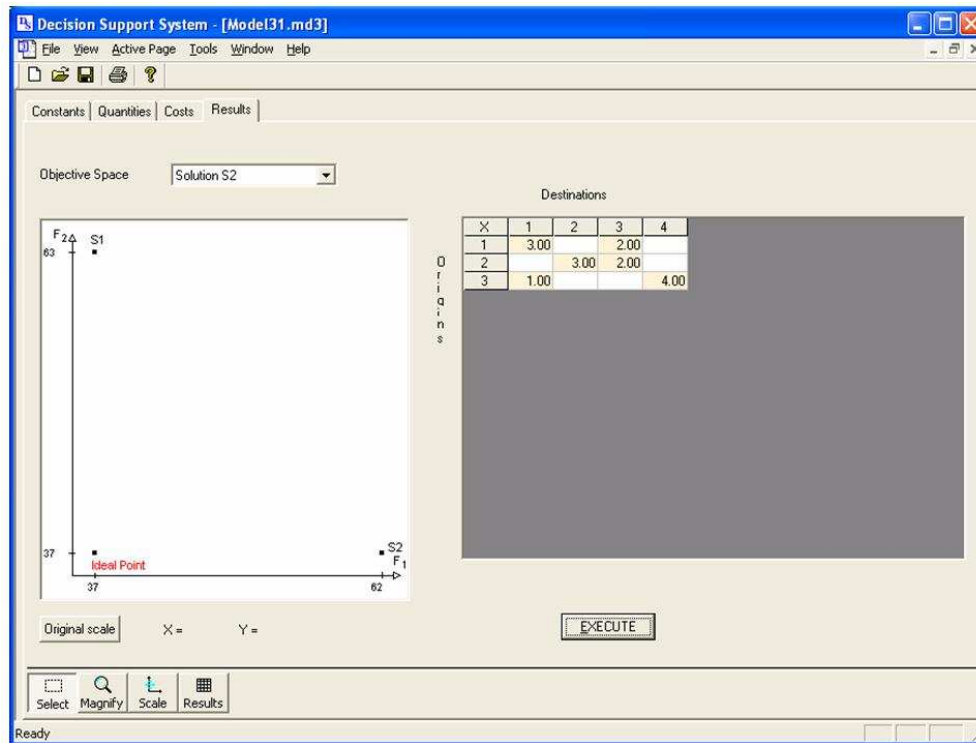 Decision Support System - [Model31.md3]
File View Active Page Tools Window Help
Constants Quantities Costs Results
Objective Space Solution S2
Destinations
Origins
X 1 2 3 4
1 3.00 2.00
2 3.00 2.00
3 1.00 4.00
F2 S1
63
37
Ideal Point
S2
F1
37 62
Original scale X = Y =
EXECUTE
Select Magnify Scale Results
Ready